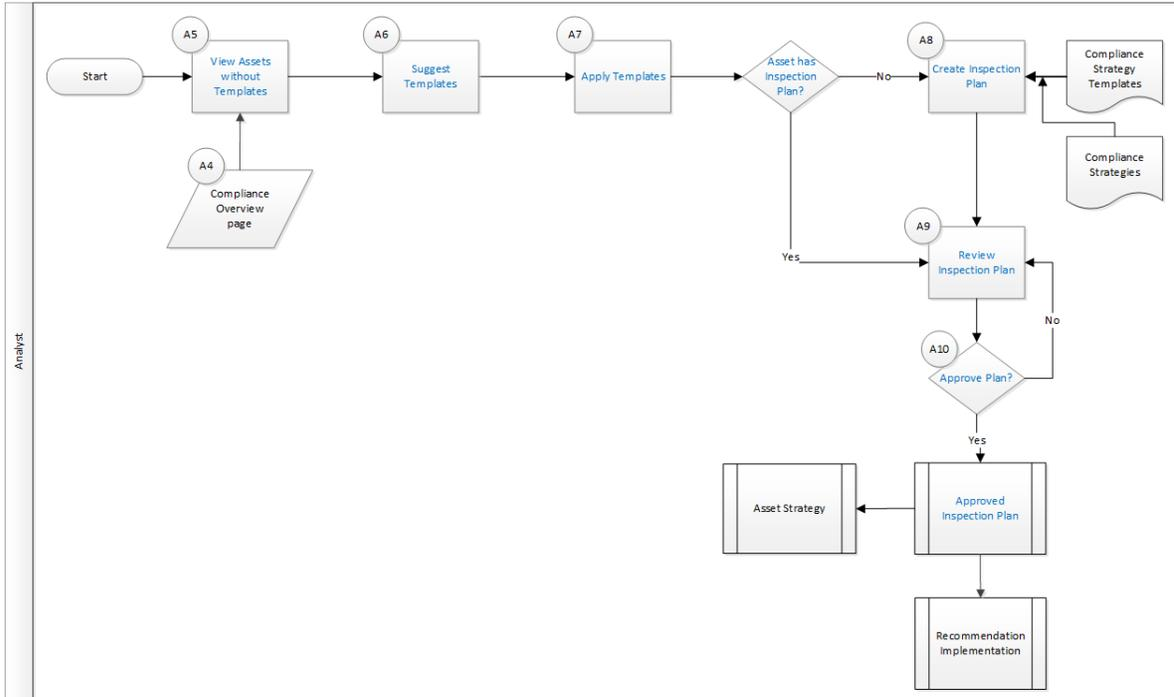 Analyst
Start
A5
View Assets
without
Templates
A4
Compliance
Overview
page
A6
Suggest
Templates
A7
Apply Templates
Asset has
Inspection
Plan?
No
Yes
A8
Create Inspection
Plan
Compliance
Strategy
Templates
Compliance
Strategies
A9
Review
Inspection Plan
No
A10
Approve Plan?
Yes
Approved
Inspection Plan
Asset Strategy
Recommendation
Implementation